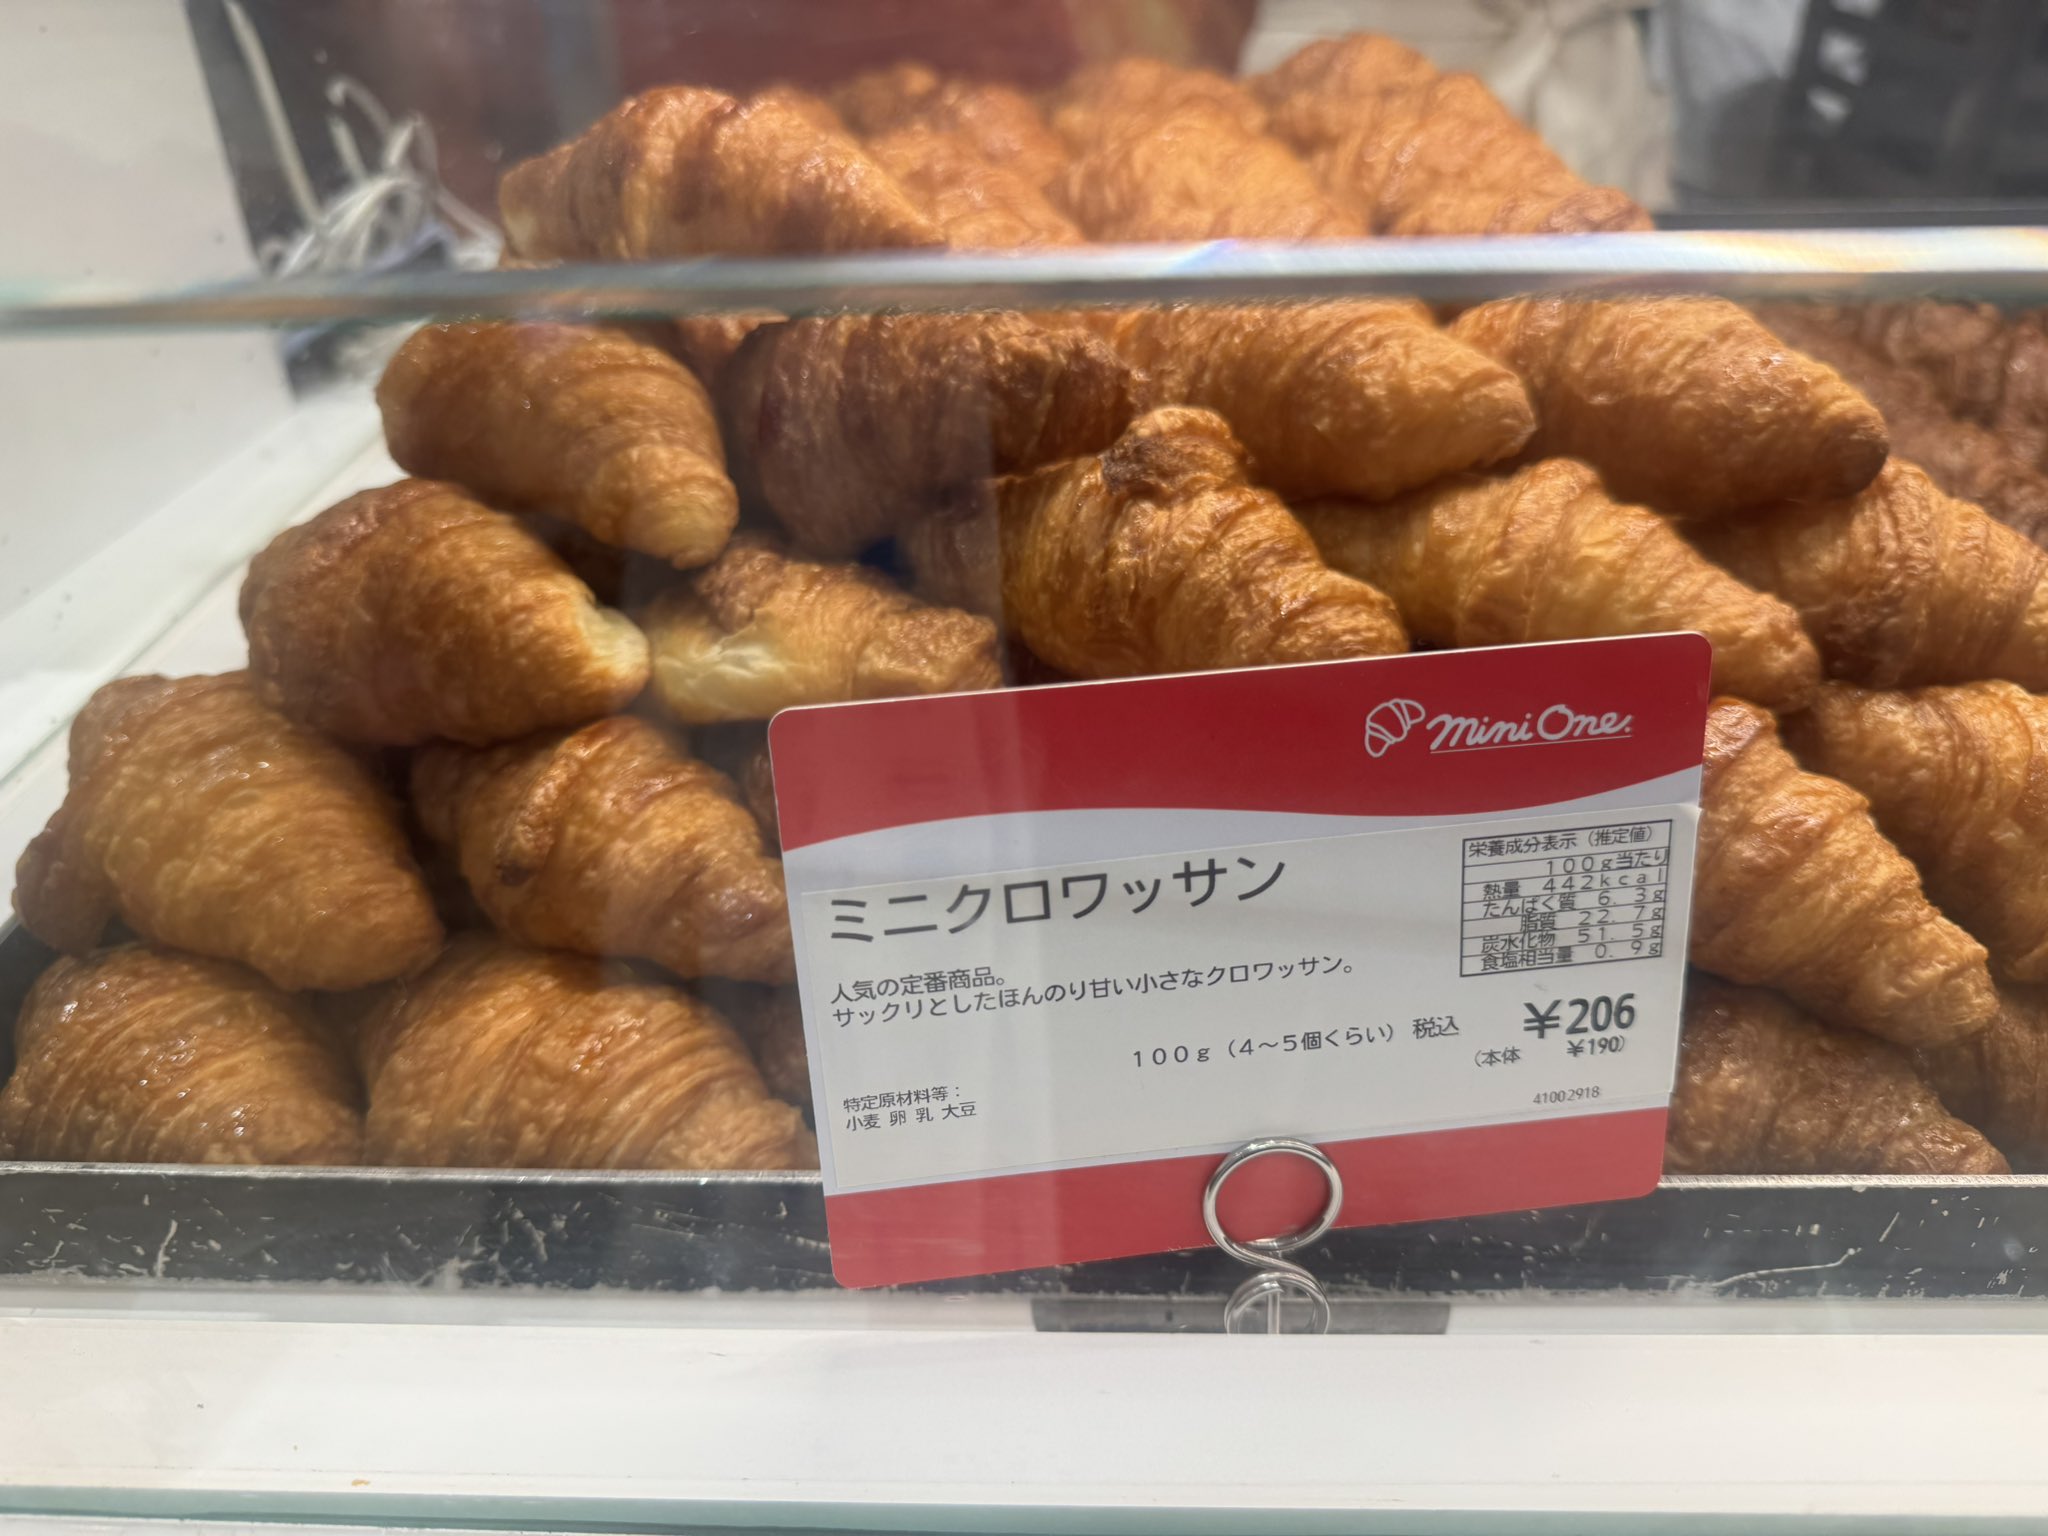 mini One.
ミニクロワッサン
人気の定番商品。
サックリとしたほんのり甘い小さなクロワッサン。
100g（4～5個くらい） 税込 ¥206
（本体 ¥190）
特定原材料等：
小麦 卵 乳 大豆
41002918
栄養成分表示（推定値）
100g当たり
熱量 442kcal
たんぱく質 6.3g
脂質 22.7g
炭水化物 51.5g
食塩相当量 0.9g